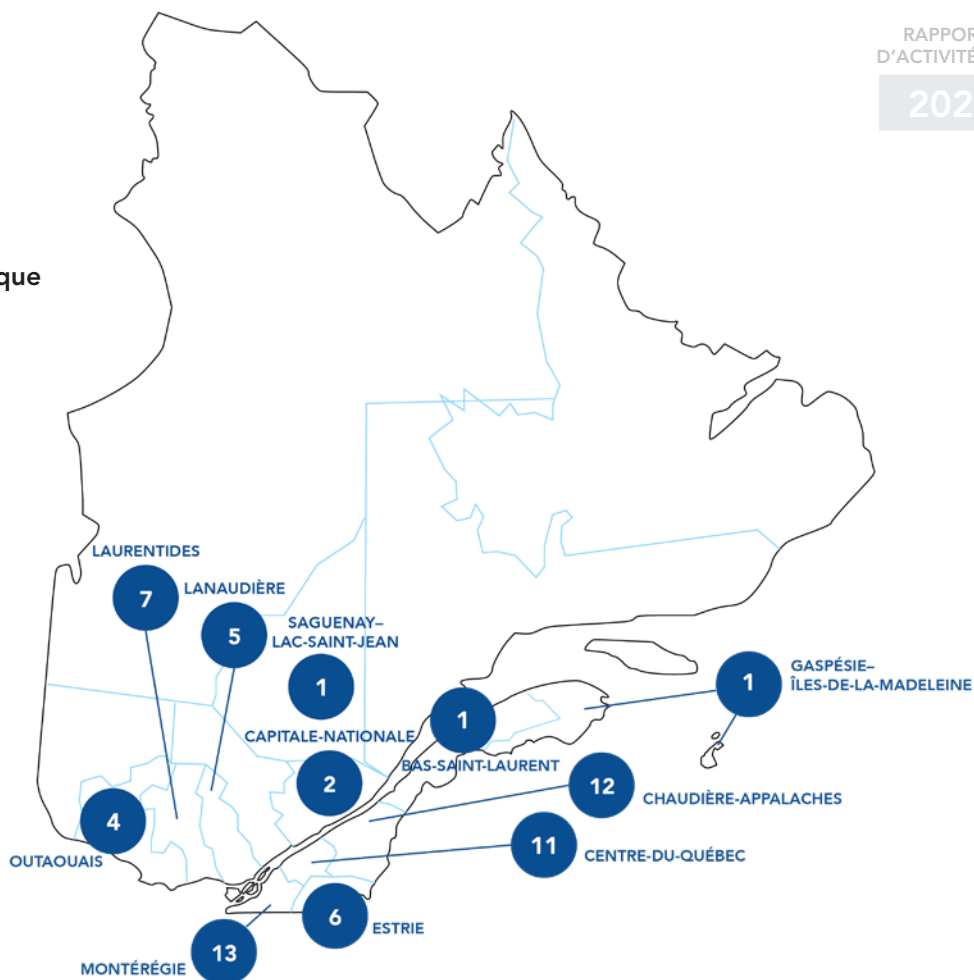 D'ACTIVITÉ
202
que
LAURENTIDES
7
LANAUDIÈRE
5
SAGUENAY–
LAC-SAINT-JEAN
1
GASPÉSIE–
ÎLES-DE-LA-MADELEINE
1
1
BAS-SAINT-LAURENT
CAPITALE-NATIONALE
2
12
CHAUDIÈRE-APPALACHES
4
OUTAOUAIS
11
CENTRE-DU-QUÉBEC
6
ESTRIE
13
MONTÉRÉGIE